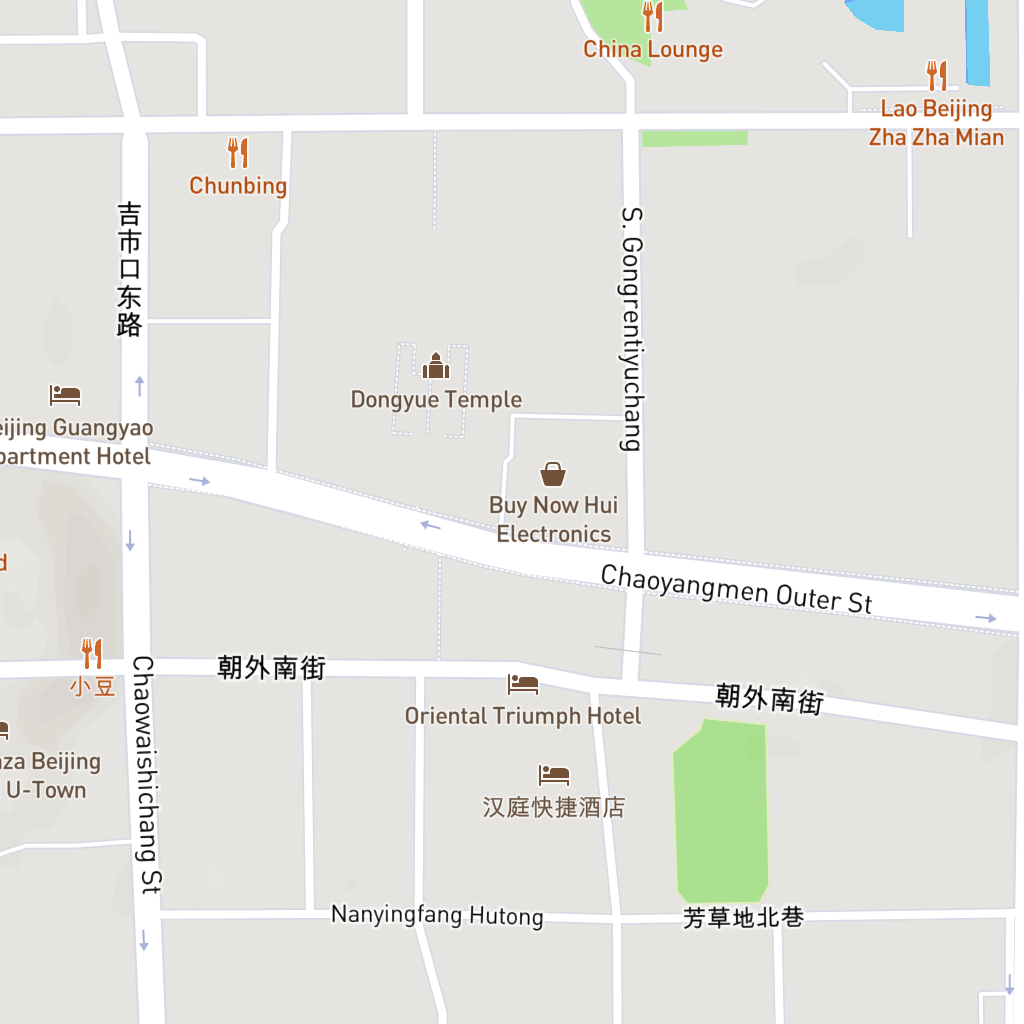 China Lounge
Lao Beijing
Zha Zha Mian
Chunbing
吉市口东路
S. Gongrentiyuchang
Dongyue Temple
eijing Guangyao
partment Hotel
Buy Now Hui
Electronics
d
Chaoyangmen Outer St
小豆
朝外南街
朝外南街
Oriental Triumph Hotel
Chaowaishichang St
nza Beijing
U-Town
汉庭快捷酒店
Nanyingfang Hutong
芳草地北巷